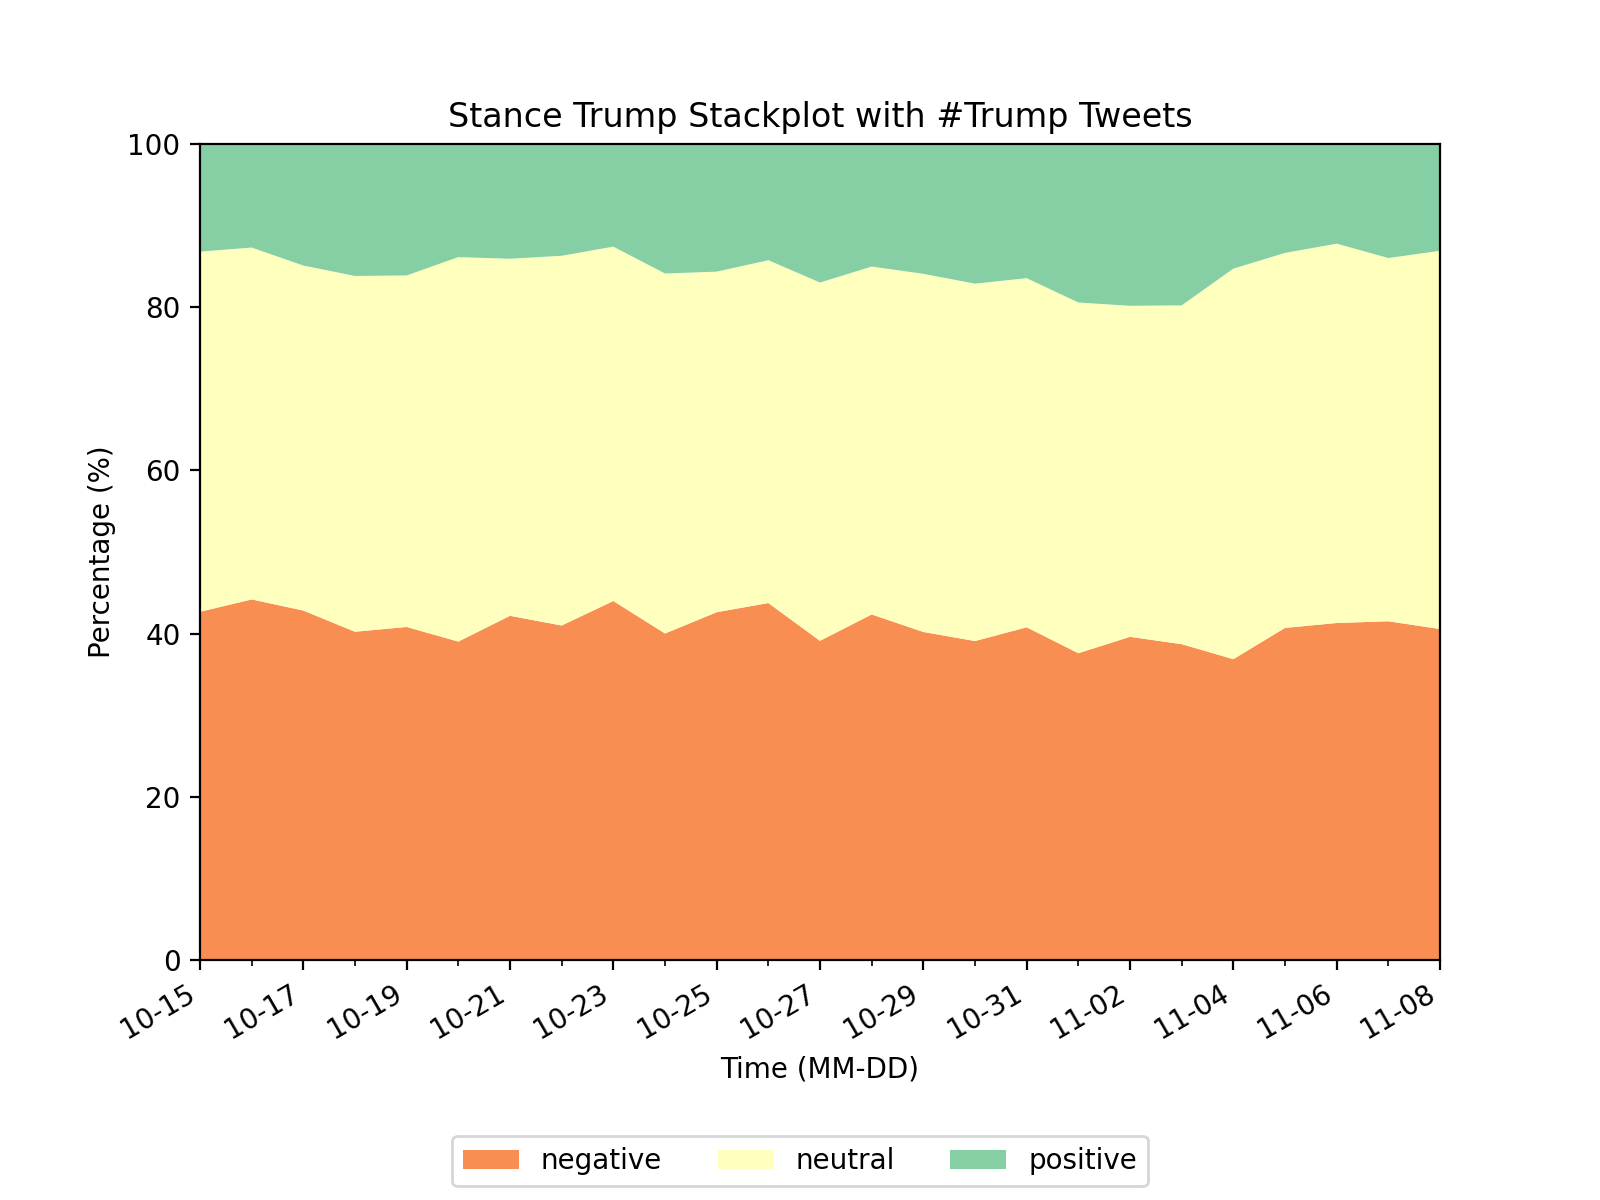 Stance Trump Stackplot with #Trump Tweets
100
80
60
40
20
0
Percentage (%)
10-15 10-17 10-19 10-21 10-23 10-25 10-27 10-29 10-31 11-02 11-04 11-06 11-08
Time (MM-DD)
negative neutral positive